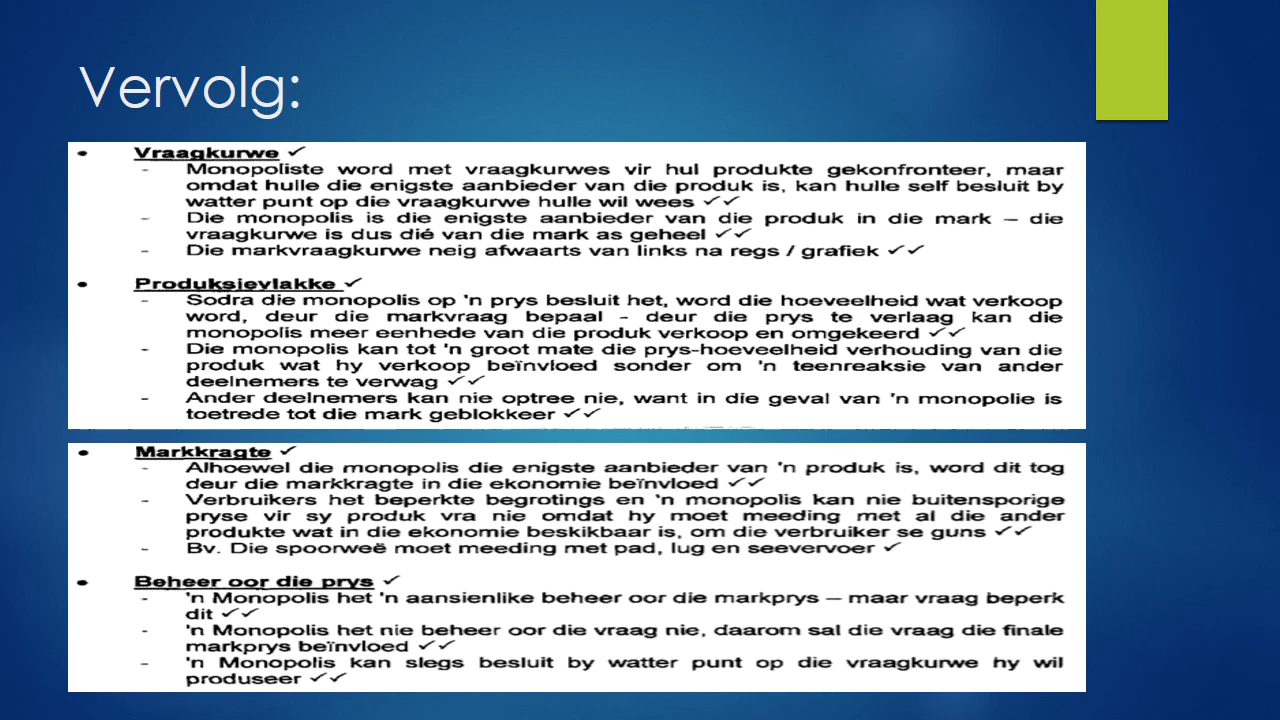 Vervolg:
• Vraagkurwe ✓
- Monopoliste word met vraagkurwes vir hul produkte gekonfronteer, maar
omdat hulle die enigste aanbieder van die produk is, kan hulle self besluit by
watter punt op die vraagkurwe hulle wil wees ✓✓
- Die monopolis is die enigste aanbieder van die produk in die mark – die
vraagkurwe is dus dié van die mark as geheel ✓✓
- Die markvraagkurwe neig afwaarts van links na regs / grafiek ✓✓
• Produksievlakke ✓
- Sodra die monopolis op 'n prys besluit het, word die hoeveelheid wat verkoop
word, deur die markvraag bepaal - deur die prys te verlaag kan die
monopolis meer eenhede van die produk verkoop en omgekeerd ✓✓
- Die monopolis kan tot 'n groot mate die prys-hoeveelheid verhouding van die
produk wat hy verkoop beïnvloed sonder om 'n teenreaksie van ander
deelnemers te verwag ✓✓
- Ander deelnemers kan nie optree nie, want in die geval van 'n monopolie is
toetrede tot die mark geblokkeer ✓✓
• Markkragte ✓
- Alhoewel die monopolis die enigste aanbieder van 'n produk is, word dit tog
deur die markkragte in die ekonomie beïnvloed ✓✓
- Verbruikers het beperkte begrotings en 'n monopolis kan nie buitensporige
pryse vir sy produk vra nie omdat hy moet meeding met al die ander
produkte wat in die ekonomie beskikbaar is, om die verbruiker se guns ✓✓
- Bv. Die spoorweë moet meeding met pad, lug en seevervoer ✓
• Beheer oor die prys ✓
- 'n Monopolis het 'n aansienlike beheer oor die markprys – maar vraag beperk
dit ✓✓
- 'n Monopolis het nie beheer oor die vraag nie, daarom sal die vraag die finale
markprys beïnvloed ✓✓
- 'n Monopolis kan slegs besluit by watter punt op die vraagkurwe hy wil
produseer ✓✓